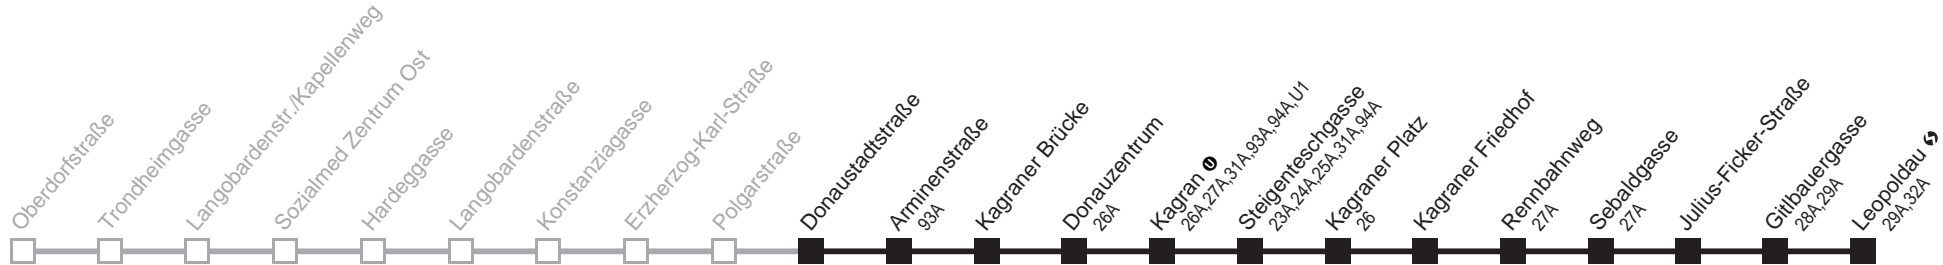 Oberdorfstraße
Trondheimgasse
Langobardenstr./Kapellenweg
Sozialmed Zentrum Ost
Hardeggasse
Langobardenstraße
Konstanziagasse
Erzherzog-Karl-Straße
Polgarstraße
Donaustadtstraße
Arminenstraße
93A
Kagraner Brücke
Donauzentrum
26A
Kagran U
26A,27A,31A,93A,94A,U1
Steigenteschgasse
23A,24A,25A,31A,94A
Kagraner Platz
26
Kagraner Friedhof
Rennbahnweg
27A
Sebaldgasse
27A
Julius-Ficker-Straße
Gitlbauergasse
28A,29A
Leopoldau
29A,32A